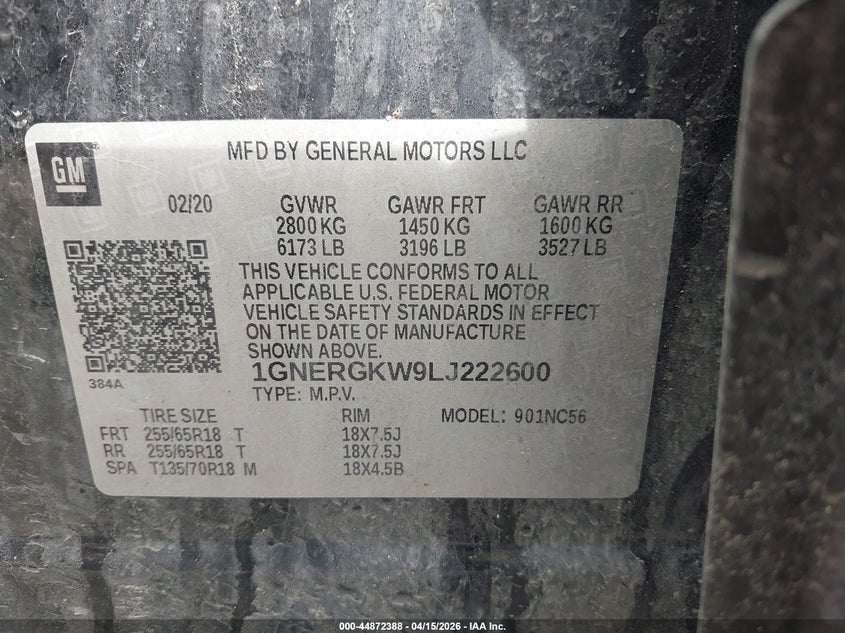 GM
MFD BY GENERAL MOTORS LLC
02/20 GVWR GAWR FRT GAWR RR
2800 KG 1450 KG 1600 KG
6173 LB 3196 LB 3527 LB
THIS VEHICLE CONFORMS TO ALL
APPLICABLE U.S. FEDERAL MOTOR
VEHICLE SAFETY STANDARDS IN EFFECT
ON THE DATE OF MANUFACTURE
SHOWN ABOVE.
384A
1GNERGKW9LJ222600
TYPE: M.P.V.
TIRE SIZE RIM MODEL: 901NC56
FRT 255/65R18 T 18X7.5J
RR 255/65R18 T 18X7.5J
SPA T135/70R18 M 18X4.5B
000-44872388 - 04/15/2026 - IAA Inc.